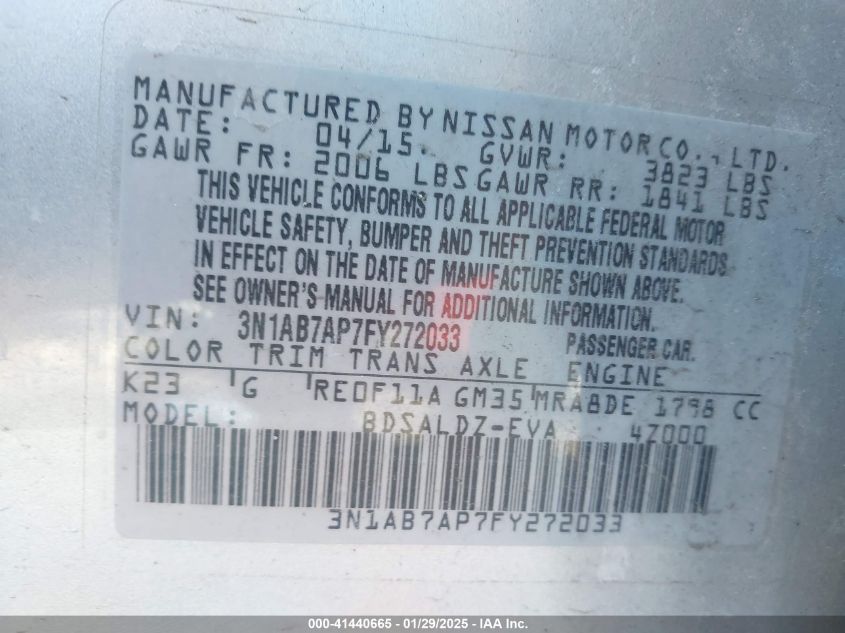 MANUFACTURED BY NISSAN MOTOR CO., LTD.
DATE: 04/15 GVWR: 3823 LBS
GAWR FR: 2006 LBS GAWR RR: 1841 LBS
THIS VEHICLE CONFORMS TO ALL APPLICABLE FEDERAL MOTOR
VEHICLE SAFETY, BUMPER AND THEFT PREVENTION STANDARDS
IN EFFECT ON THE DATE OF MANUFACTURE SHOWN ABOVE.
SEE OWNER'S MANUAL FOR ADDITIONAL INFORMATION.
VIN: 3N1AB7AP7FY272033 PASSENGER CAR.
COLOR TRIM TRANS AXLE ENGINE
K23 G RE0F11A GM35 MRA8DE 1798 CC
MODEL: BDSALDZ-EVA 4Z000
3N1AB7AP7FY272033
000-41440665 - 01/29/2025 - IAA Inc.